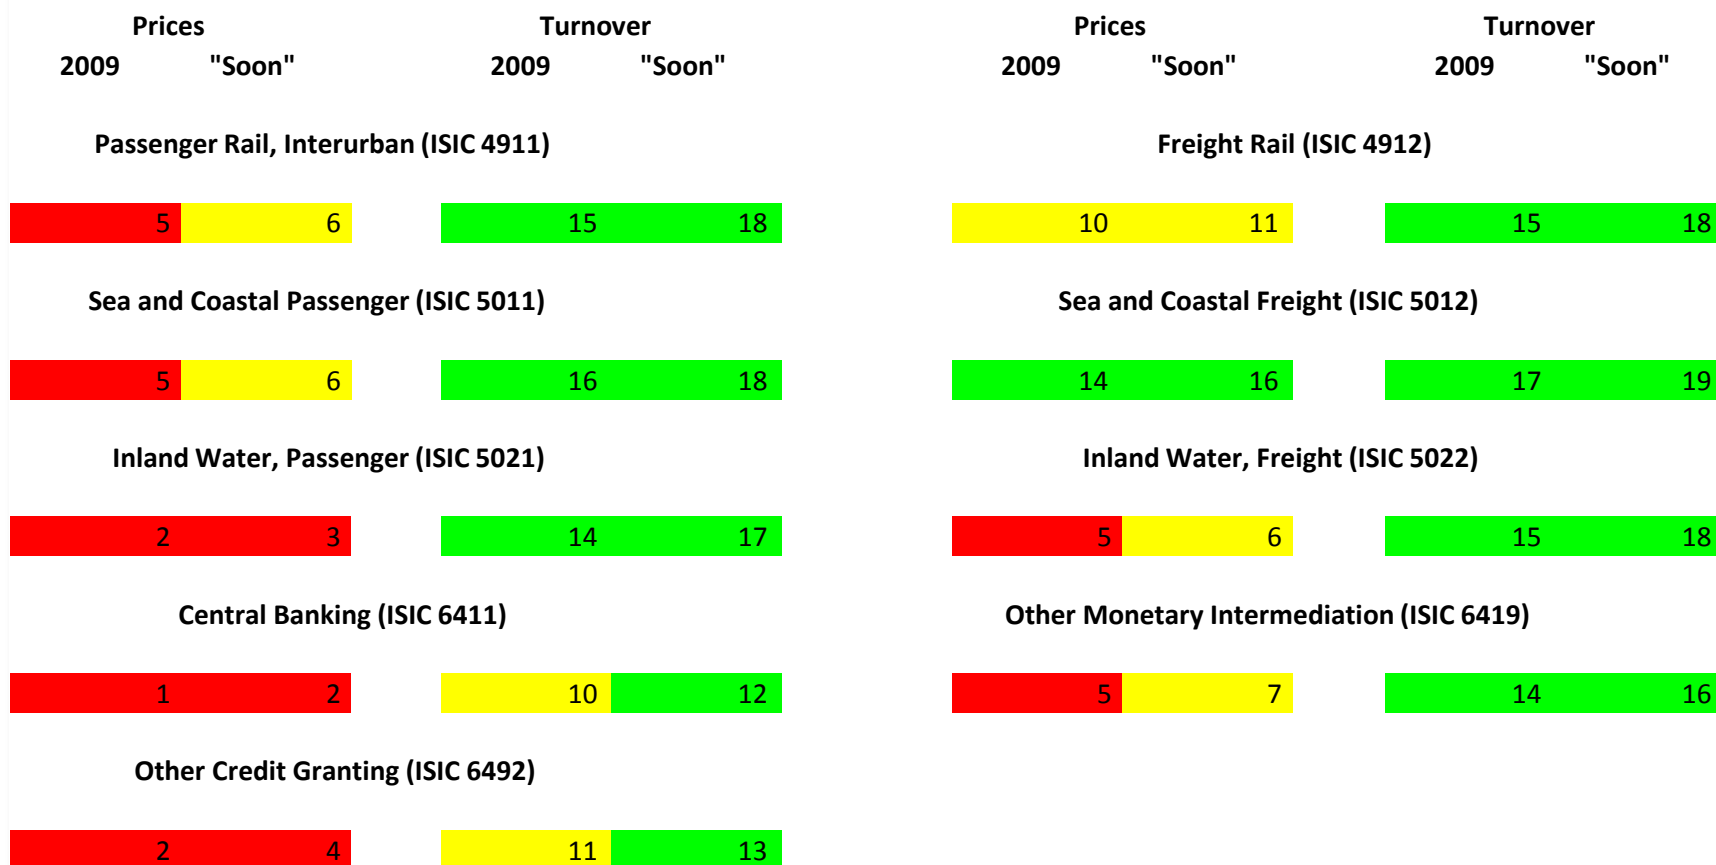 Prices Turnover Prices Turnover
2009 "Soon" 2009 "Soon" 2009 "Soon" 2009 "Soon"
Passenger Rail, Interurban (ISIC 4911) Freight Rail (ISIC 4912)
5 6 15 18 10 11 15 18
Sea and Coastal Passenger (ISIC 5011) Sea and Coastal Freight (ISIC 5012)
5 6 16 18 14 16 17 19
Inland Water, Passenger (ISIC 5021) Inland Water, Freight (ISIC 5022)
2 3 14 17 5 6 15 18
Central Banking (ISIC 6411) Other Monetary Intermediation (ISIC 6419)
1 2 10 12 5 7 14 16
Other Credit Granting (ISIC 6492)
2 4 11 13